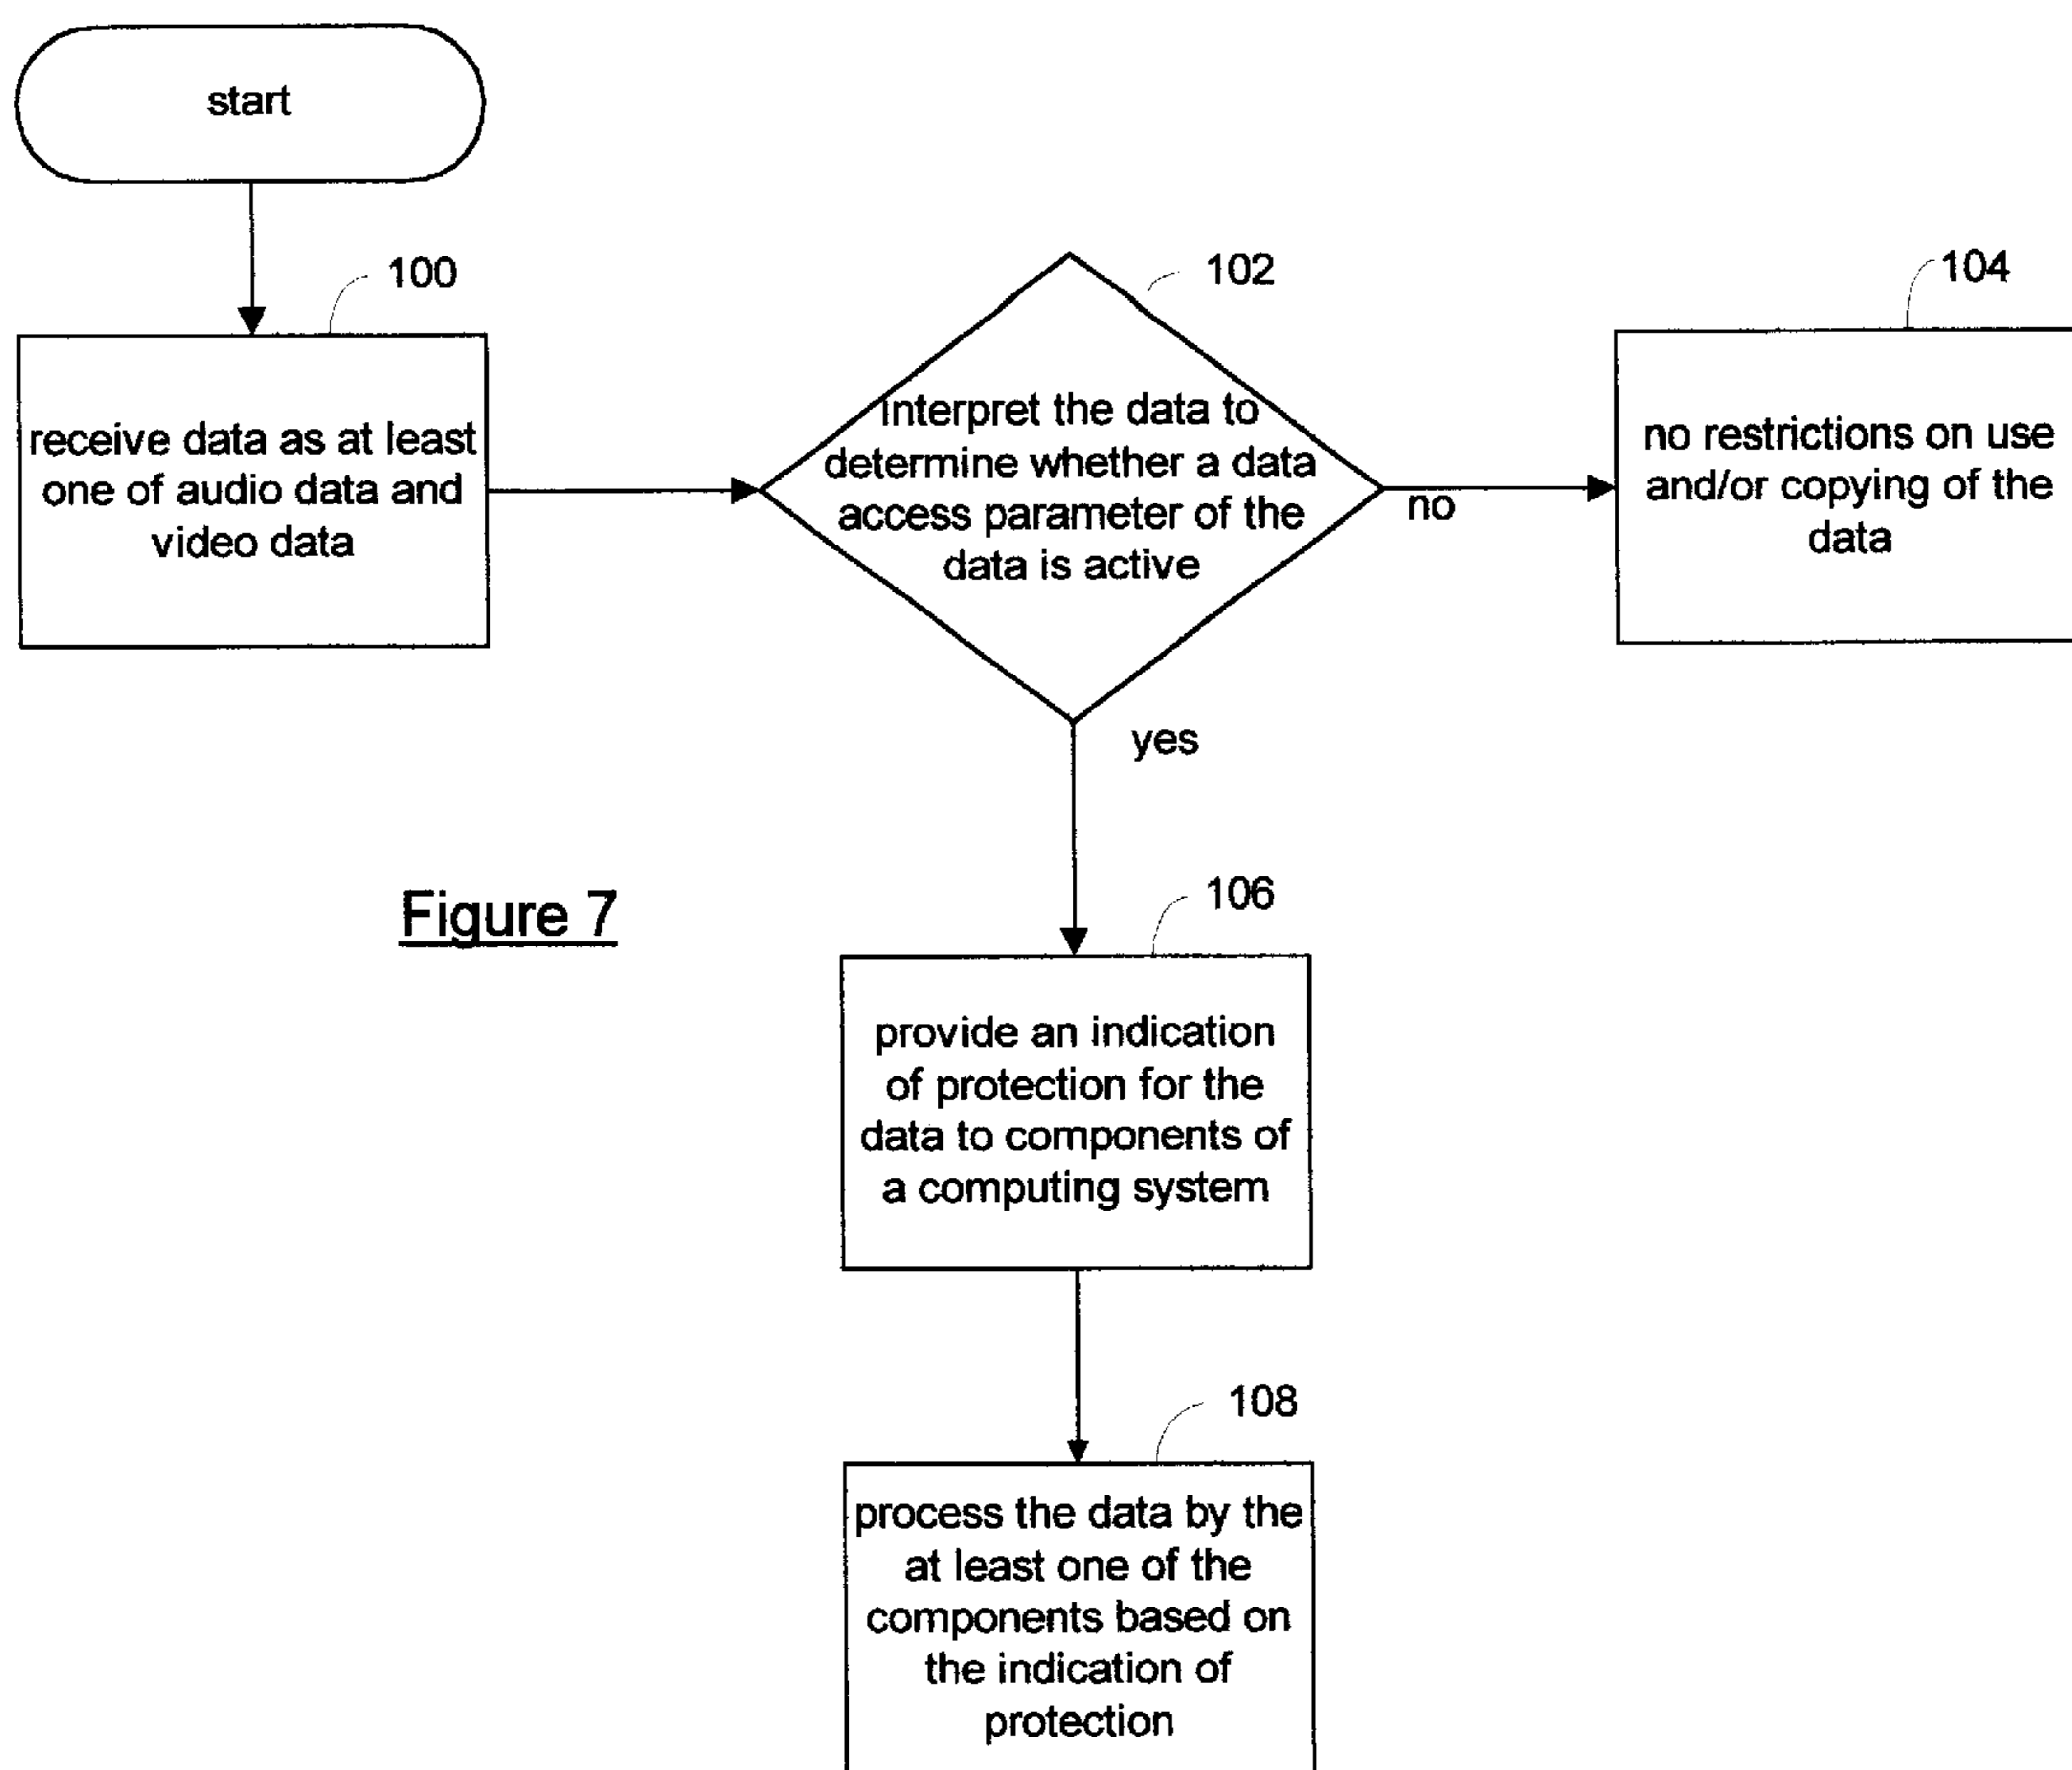 start
100
receive data as at least
one of audio data and
video data
102
interpret the data to
determine whether a data
access parameter of the
data is active
no
104
no restrictions on use
and/or copying of the
data
yes
Figure 7
106
provide an indication
of protection for the
data to components of
a computing system
108
process the data by the
at least one of the
components based on
the indication of
protection